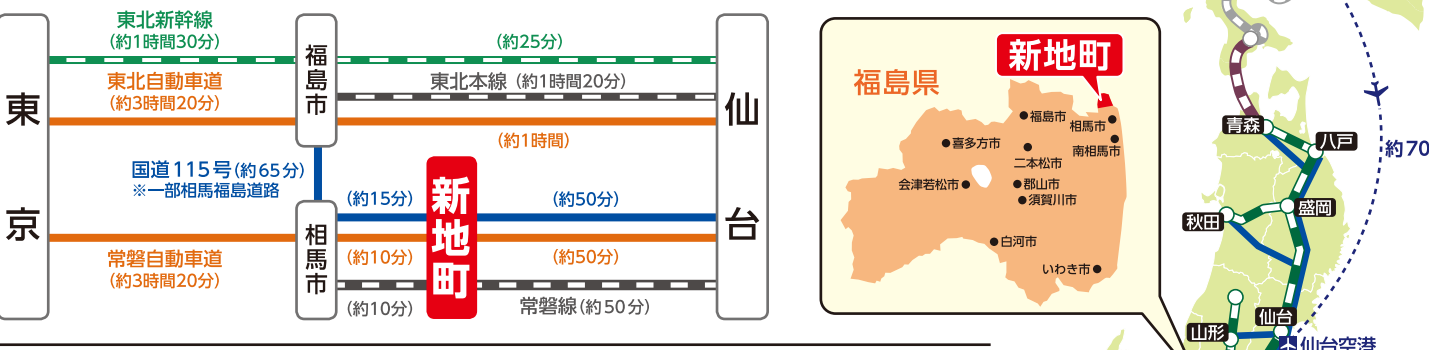 東京
東北新幹線
(約1時間30分)
東北自動車道
(約3時間20分)
国道115号(約65分)
※一部相馬福島道路
常磐自動車道
(約3時間20分)
福島市
相馬市
(約25分)
東北本線(約1時間20分)
(約1時間)
(約15分)
(約10分)
(約10分)
新地町
(約50分)
(約50分)
常磐線(約50分)
仙台
福島県
新地町
福島市
相馬市
喜多方市
二本松市
南相馬市
会津若松市
郡山市
須賀川市
白河市
いわき市
青森
八戸
約70
秋田
盛岡
仙台
山形
仙台空港